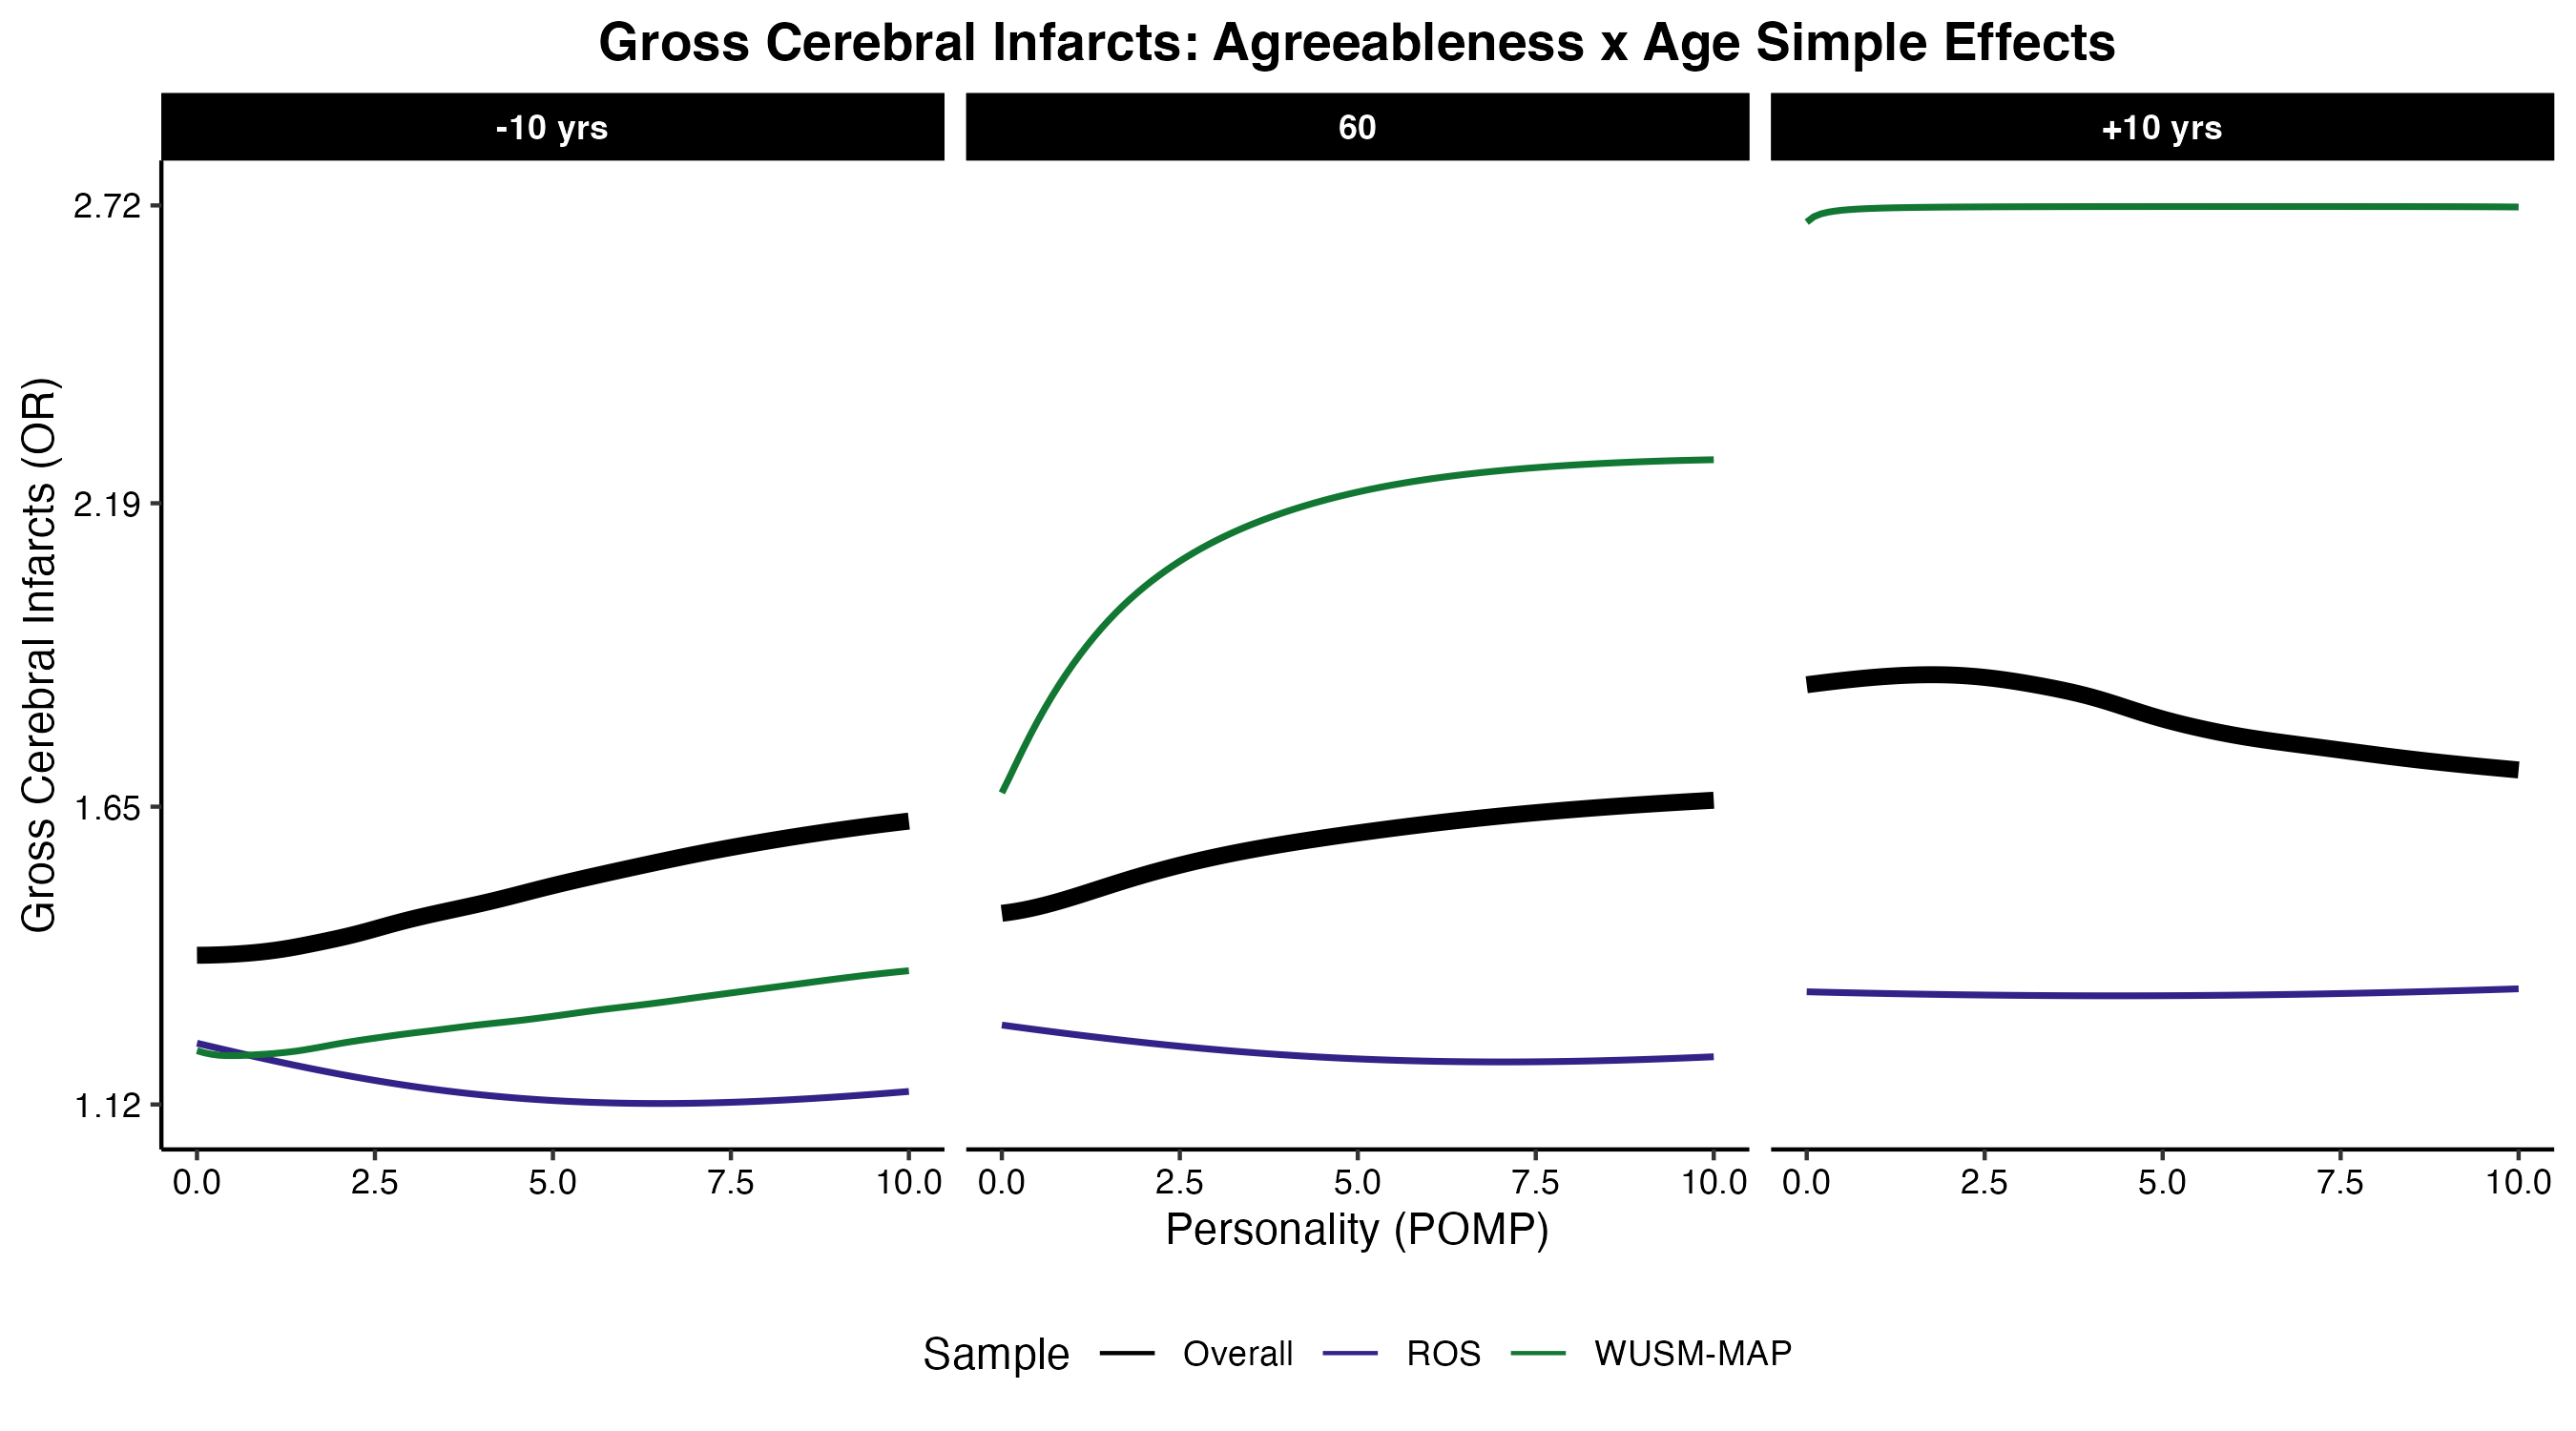 Gross Cerebral Infarcts: Agreeableness x Age Simple Effects
-10 yrs
60
+10 yrs
Gross Cerebral Infarcts (OR)
2.72
2.19
1.65
1.12
0.0 2.5 5.0 7.5 10.0
0.0 2.5 5.0 7.5 10.0
0.0 2.5 5.0 7.5 10.0
Personality (POMP)
Sample Overall ROS WUSM-MAP